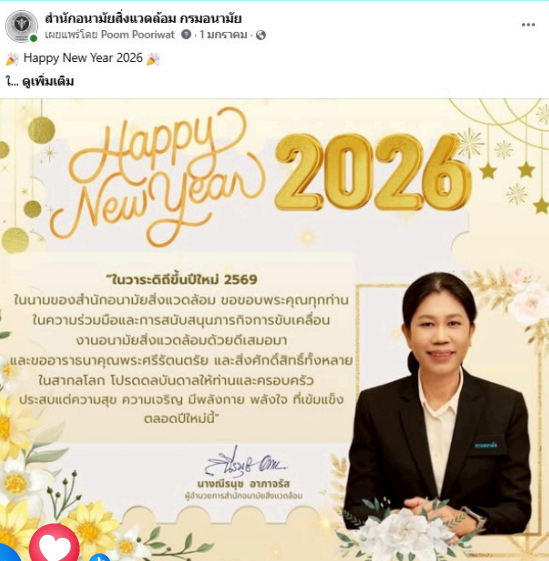 สำนักอนามัยสิ่งแวดล้อม กรมอนามัย
เผยแพร่โดย Poom Pooriwat · 1 มกราคม ·
🎉 Happy New Year 2026 🎉
ใ... ดูเพิ่มเติม
Happy
New Year 2026
“ในวาระดิถีขึ้นปีใหม่ 2569
ในนามของสำนักอนามัยสิ่งแวดล้อม ขอขอบพระคุณทุกท่าน
ในความร่วมมือและการสนับสนุนภารกิจการขับเคลื่อน
งานอนามัยสิ่งแวดล้อมด้วยดีเสมอมา
และขออาราธนาคุณพระศรีรัตนตรัย และสิ่งศักดิ์สิทธิ์ทั้งหลาย
ในสากลโลก โปรดดลบันดาลให้ท่านและครอบครัว
ประสบแต่ความสุข ความเจริญ มีพลังกาย พลังใจ ที่เข้มแข็ง
ตลอดปีใหม่นี้”
นางณีรนุช อาภาจรัส
ผู้อำนวยการสำนักอนามัยสิ่งแวดล้อม
กรมอนามัย